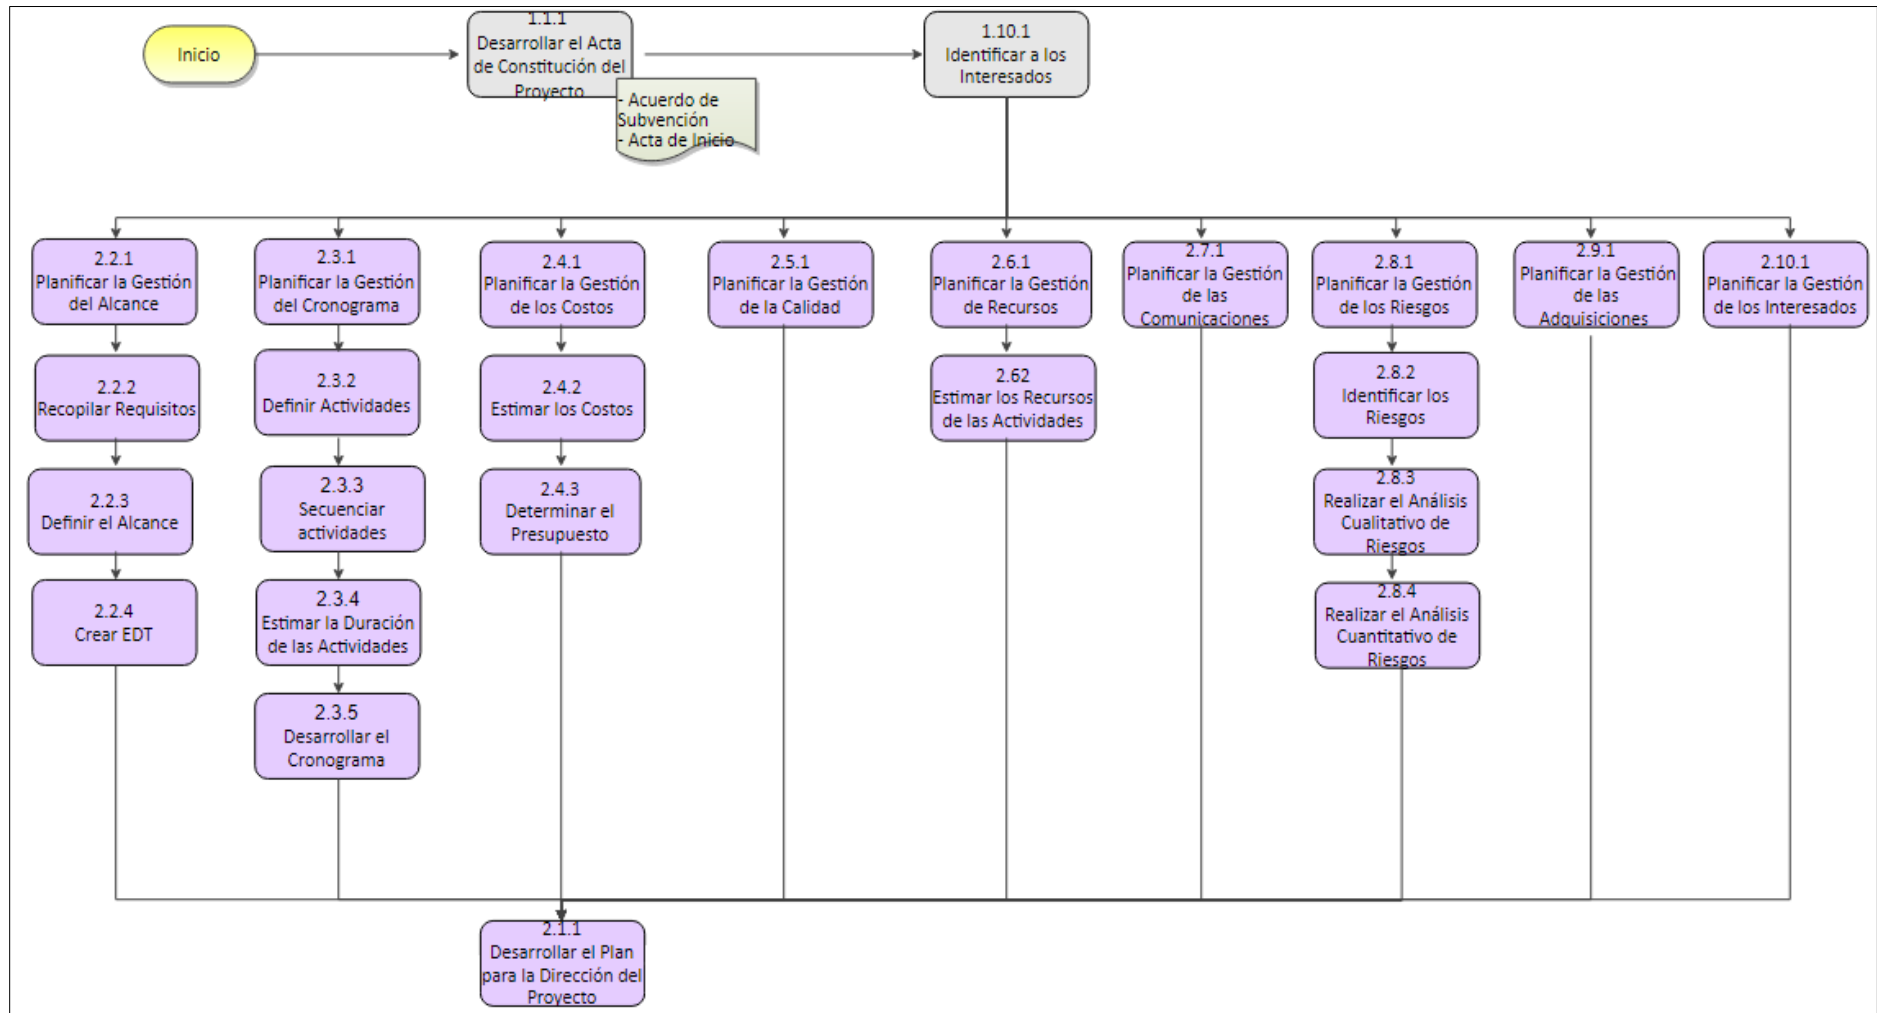 Inicio
1.1.1
Desarrollar el Acta
de Constitución del
Proyecto
- Acuerdo de
Subvención
- Acta de Inicio
1.10.1
Identificar a los
Interesados
2.2.1
Planificar la Gestión
del Alcance
2.3.1
Planificar la Gestión
del Cronograma
2.4.1
Planificar la Gestión
de los Costos
2.5.1
Planificar la Gestión
de la Calidad
2.6.1
Planificar la Gestión
de Recursos
2.7.1
Planificar la Gestión
de las
Comunicaciones
2.8.1
Planificar la Gestión
de los Riesgos
2.9.1
Planificar la Gestión
de las
Adquisiciones
2.10.1
Planificar la Gestión
de los Interesados
2.2.2
Recopilar Requisitos
2.3.2
Definir Actividades
2.4.2
Estimar los Costos
2.62
Estimar los Recursos
de las Actividades
2.8.2
Identificar los
Riesgos
2.2.3
Definir el Alcance
2.3.3
Secuenciar
actividades
2.4.3
Determinar el
Presupuesto
2.8.3
Realizar el Análisis
Cualitativo de
Riesgos
2.2.4
Crear EDT
2.3.4
Estimar la Duración
de las Actividades
2.8.4
Realizar el Análisis
Cuantitativo de
Riesgos
2.3.5
Desarrollar el
Cronograma
2.1.1
Desarrollar el Plan
para la Dirección del
Proyecto